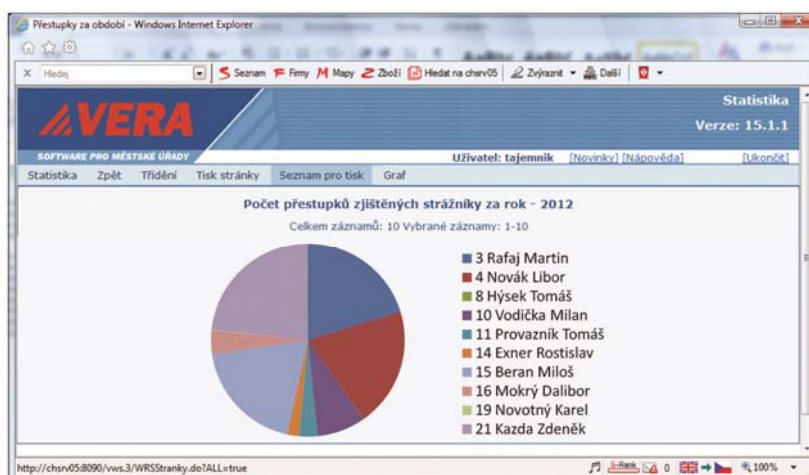 Přestupky za období - Windows Internet Explorer
Hledej Seznam Firmy Mapy Zboží Hledat na chsrv05 Zvýraznit Další
Statistika
VERA
Verze: 15.1.1
SOFTWARE PRO MĚSTSKÉ ÚŘADY
Uživatel: tajemnik [Novinky] [Nápověda] [Ukončit]
Statistika Zpět Třídění Tisk stránky Seznam pro tisk Graf
Počet přestupků zjištěných strážníky za rok - 2012
Celkem záznamů: 10 Vybrané záznamy: 1-10
3 Rafaj Martin
4 Novák Libor
8 Hýsek Tomáš
10 Vodička Milan
11 Provazník Tomáš
14 Exner Rostislav
15 Beran Miloš
16 Mokrý Dalibor
19 Novotný Karel
21 Kazda Zdeněk
http://chsrv05:8090/vws.3/WRSStranky.do?ALL=true S-Rank 0 100%